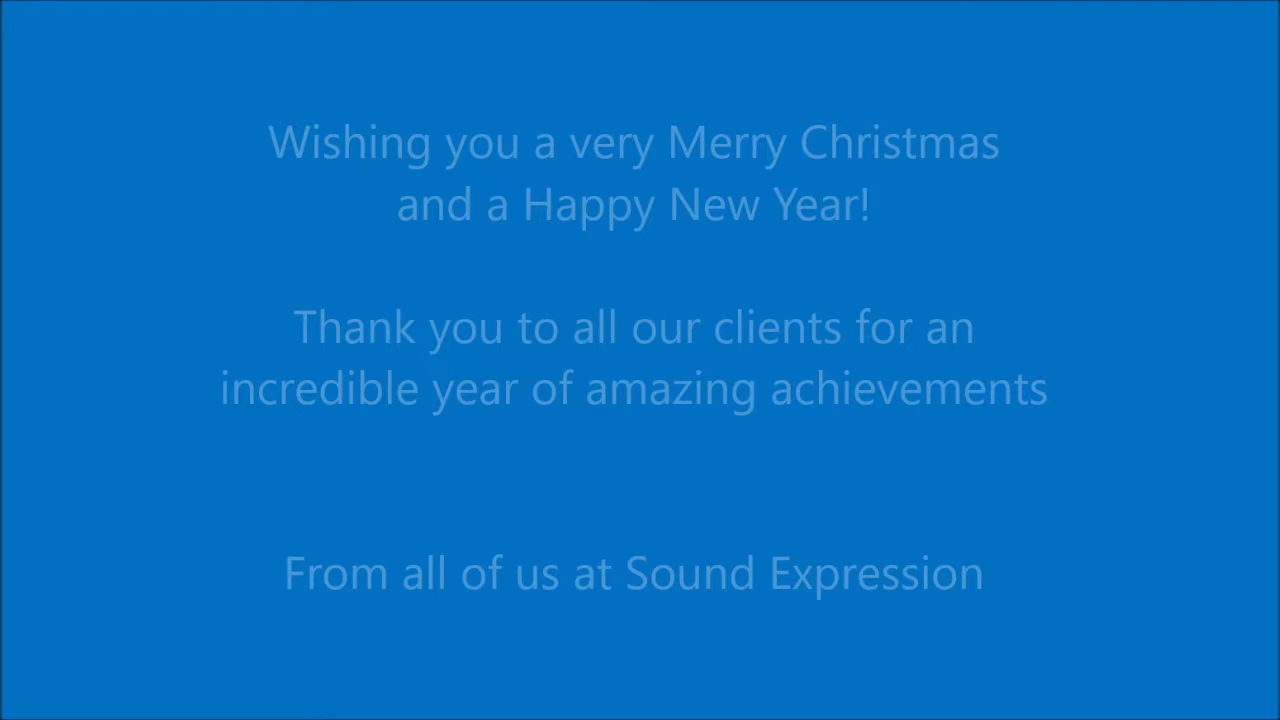 Wishing you a very Merry Christmas
and a Happy New Year!
Thank you to all our clients for an
incredible year of amazing achievements
From all of us at Sound Expression